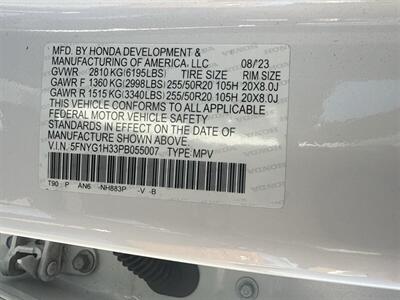 MFD. BY HONDA DEVELOPMENT &
MANUFACTURING OF AMERICA, LLC 08/'23
GVWR 2810 KG(6195LBS) TIRE SIZE RIM SIZE
GAWR F 1360 KG(2998LBS) 255/50R20 105H 20X8.0J
GAWR R 1515 KG(3340LBS) 255/50R20 105H 20X8.0J
THIS VEHICLE CONFORMS TO ALL APPLICABLE
FEDERAL MOTOR VEHICLE SAFETY
STANDARDS IN EFFECT ON THE DATE OF
MANUFACTURE SHOWN ABOVE.
V.I.N. 5FNYG1H33PB055007 TYPE: MPV
T90 P AN6 -NH883P -V -B